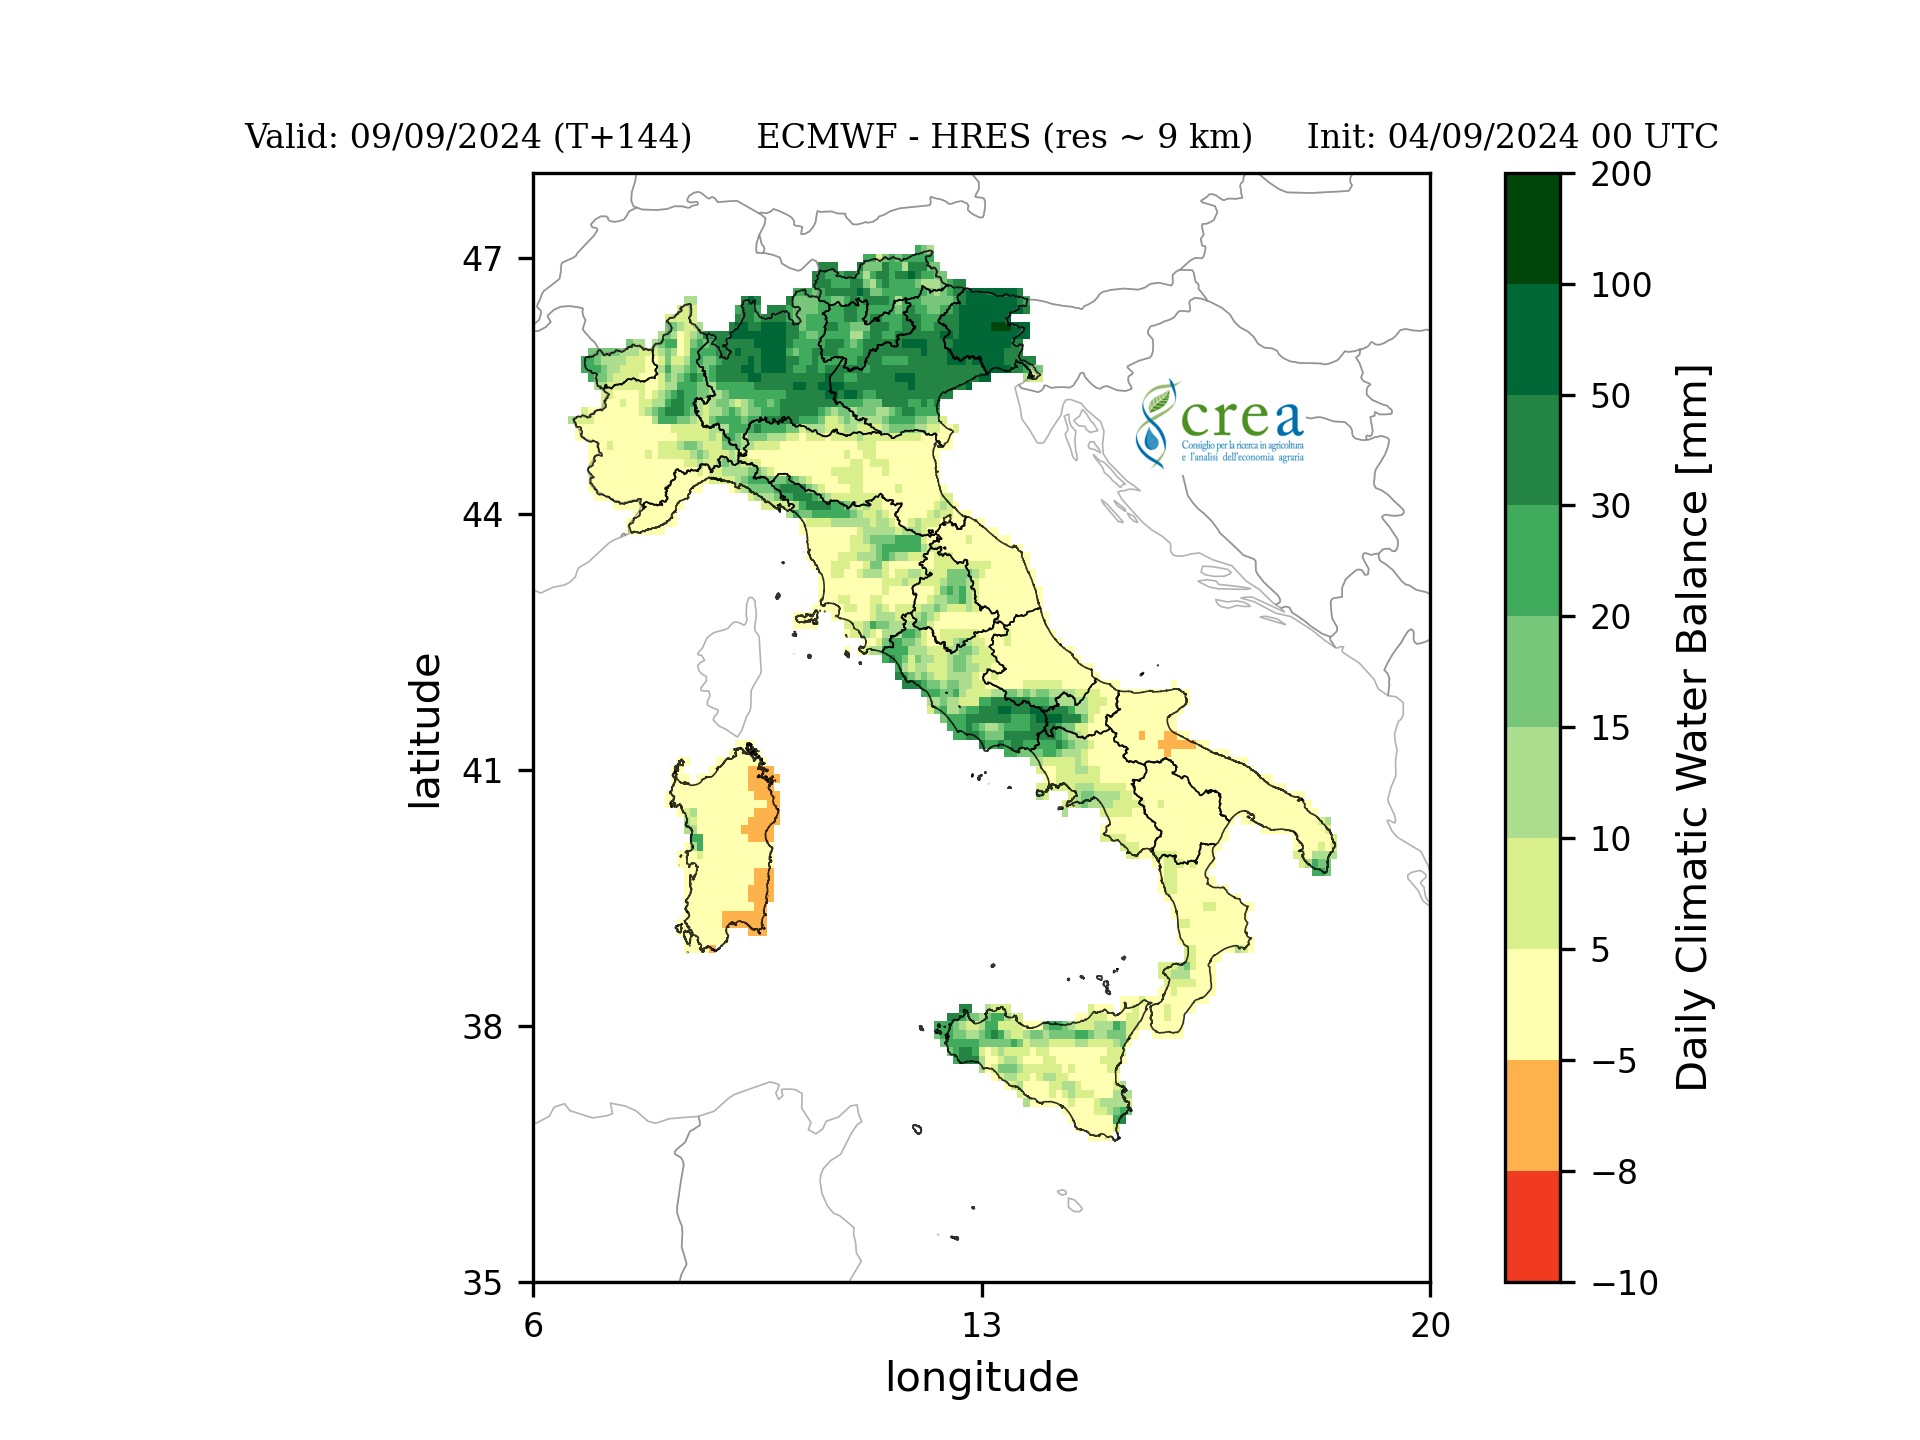 Valid: 09/09/2024 (T+144) ECMWF - HRES (res ~ 9 km) Init: 04/09/2024 00 UTC
47
44
41
38
35
latitude
6 13 20
longitude
crea
Consiglio per la ricerca in agricoltura
e l'analisi dell'economia agraria
200
100
50
30
20
15
10
5
−5
−8
−10
Daily Climatic Water Balance [mm]